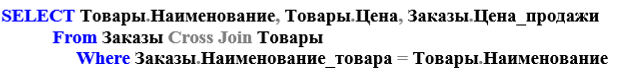 SELECT Товары.Наименование, Товары.Цена, Заказы.Цена_продажи
From Заказы Cross Join Товары
Where Заказы.Наименование_товара = Товары.Наименование